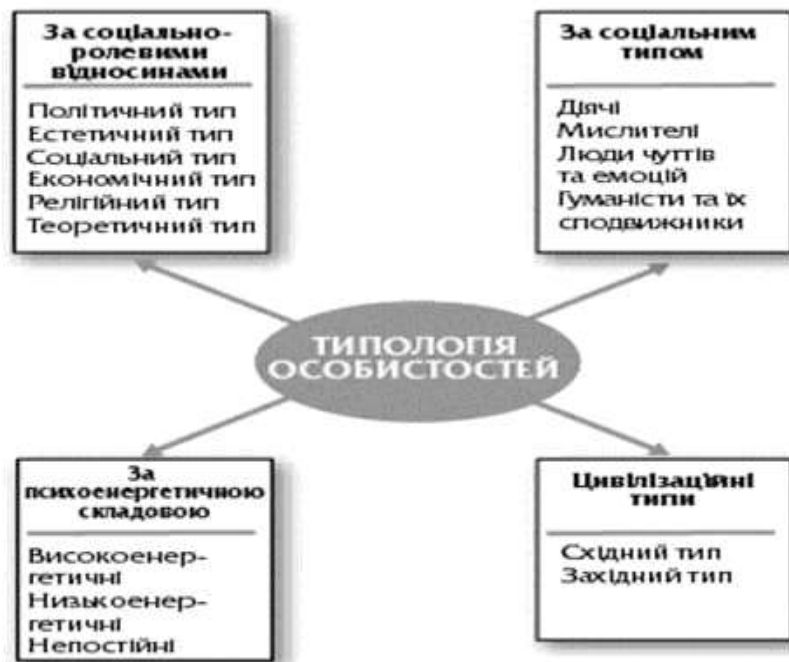 За соціально-
ролевими
відносинами
Політичний тип
Естетичний тип
Соціальний тип
Економічний тип
Релігійний тип
Теоретичний тип
За соціальним
типом
Діячі
Мислителі
Люди чуттів
та емоцій
Гуманісти та їх
сподвижники
ТИПОЛОГІЯ
ОСОБИСТОСТЕЙ
За
психоенергетичною
складовою
Високоенер-
гетичні
Низькоенер-
гетичні
Непостійні
Цивілізаційні
типи
Східний тип
Західний тип